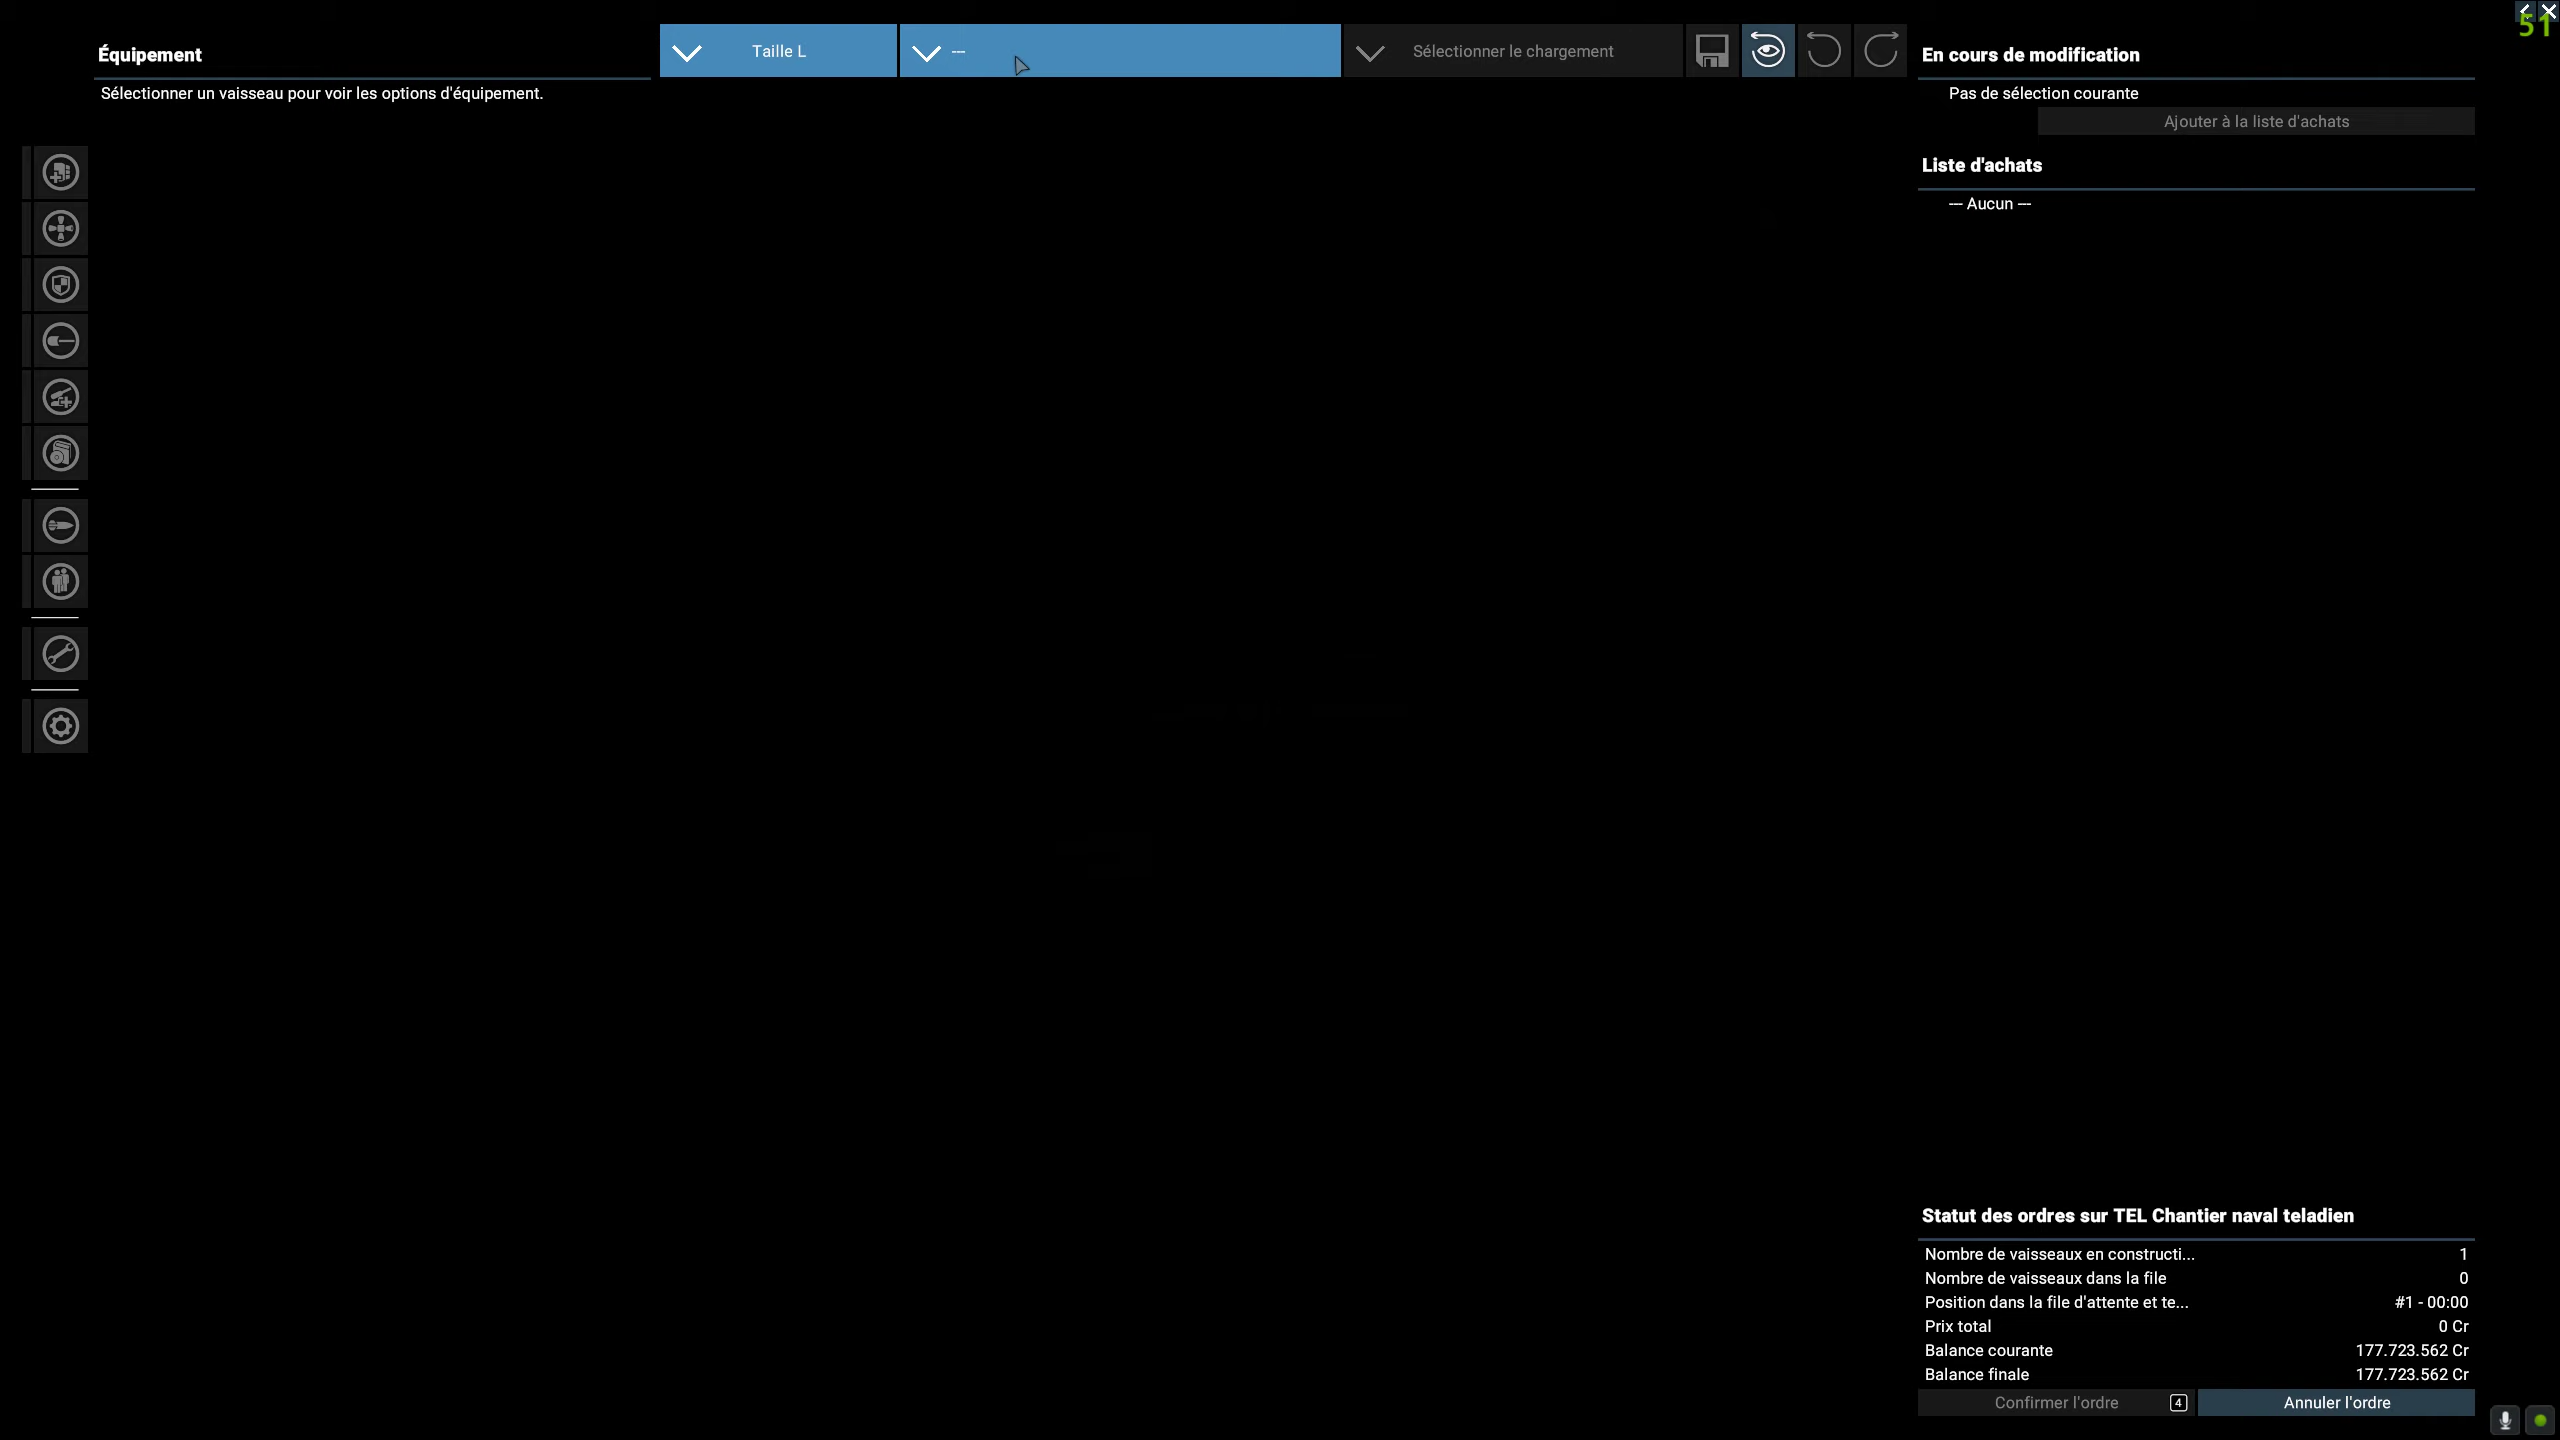 Équipement
Sélectionner un vaisseau pour voir les options d'équipement.
Taille L
---
Sélectionner le chargement
51
En cours de modification
Pas de sélection courante
Ajouter à la liste d'achats
Liste d'achats
--- Aucun ---
Statut des ordres sur TEL Chantier naval teladien
Nombre de vaisseaux en constructi... 1
Nombre de vaisseaux dans la file 0
Position dans la file d'attente et te... #1 - 00:00
Prix total 0 Cr
Balance courante 177.723.562 Cr
Balance finale 177.723.562 Cr
Confirmer l'ordre 4
Annuler l'ordre